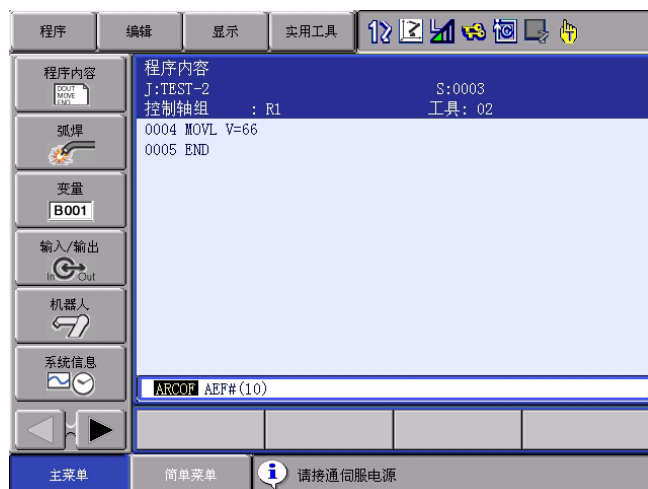 程序 编辑 显示 实用工具
程序内容
DOUT
MOVE
END
弧焊
变量
B001
输入/输出
In Out
机器人
系统信息
程序内容
J:TEST-2 S:0003
控制轴组 : R1 工具: 02
0004 MOVL V=66
0005 END
ARCOF AEF#(10)
主菜单 简单菜单 请接通伺服电源